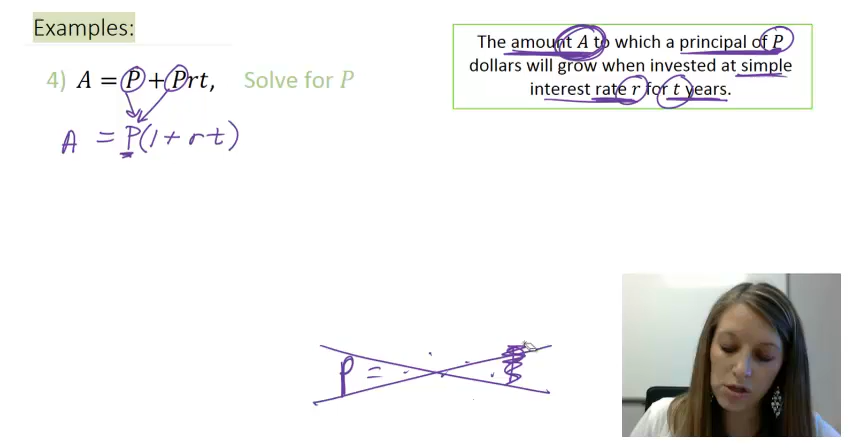 Examples:
4) A = P + Prt, Solve for P
A = P(1 + rt)
The amount A to which a principal of P
dollars will grow when invested at simple
interest rate r for t years.
P =